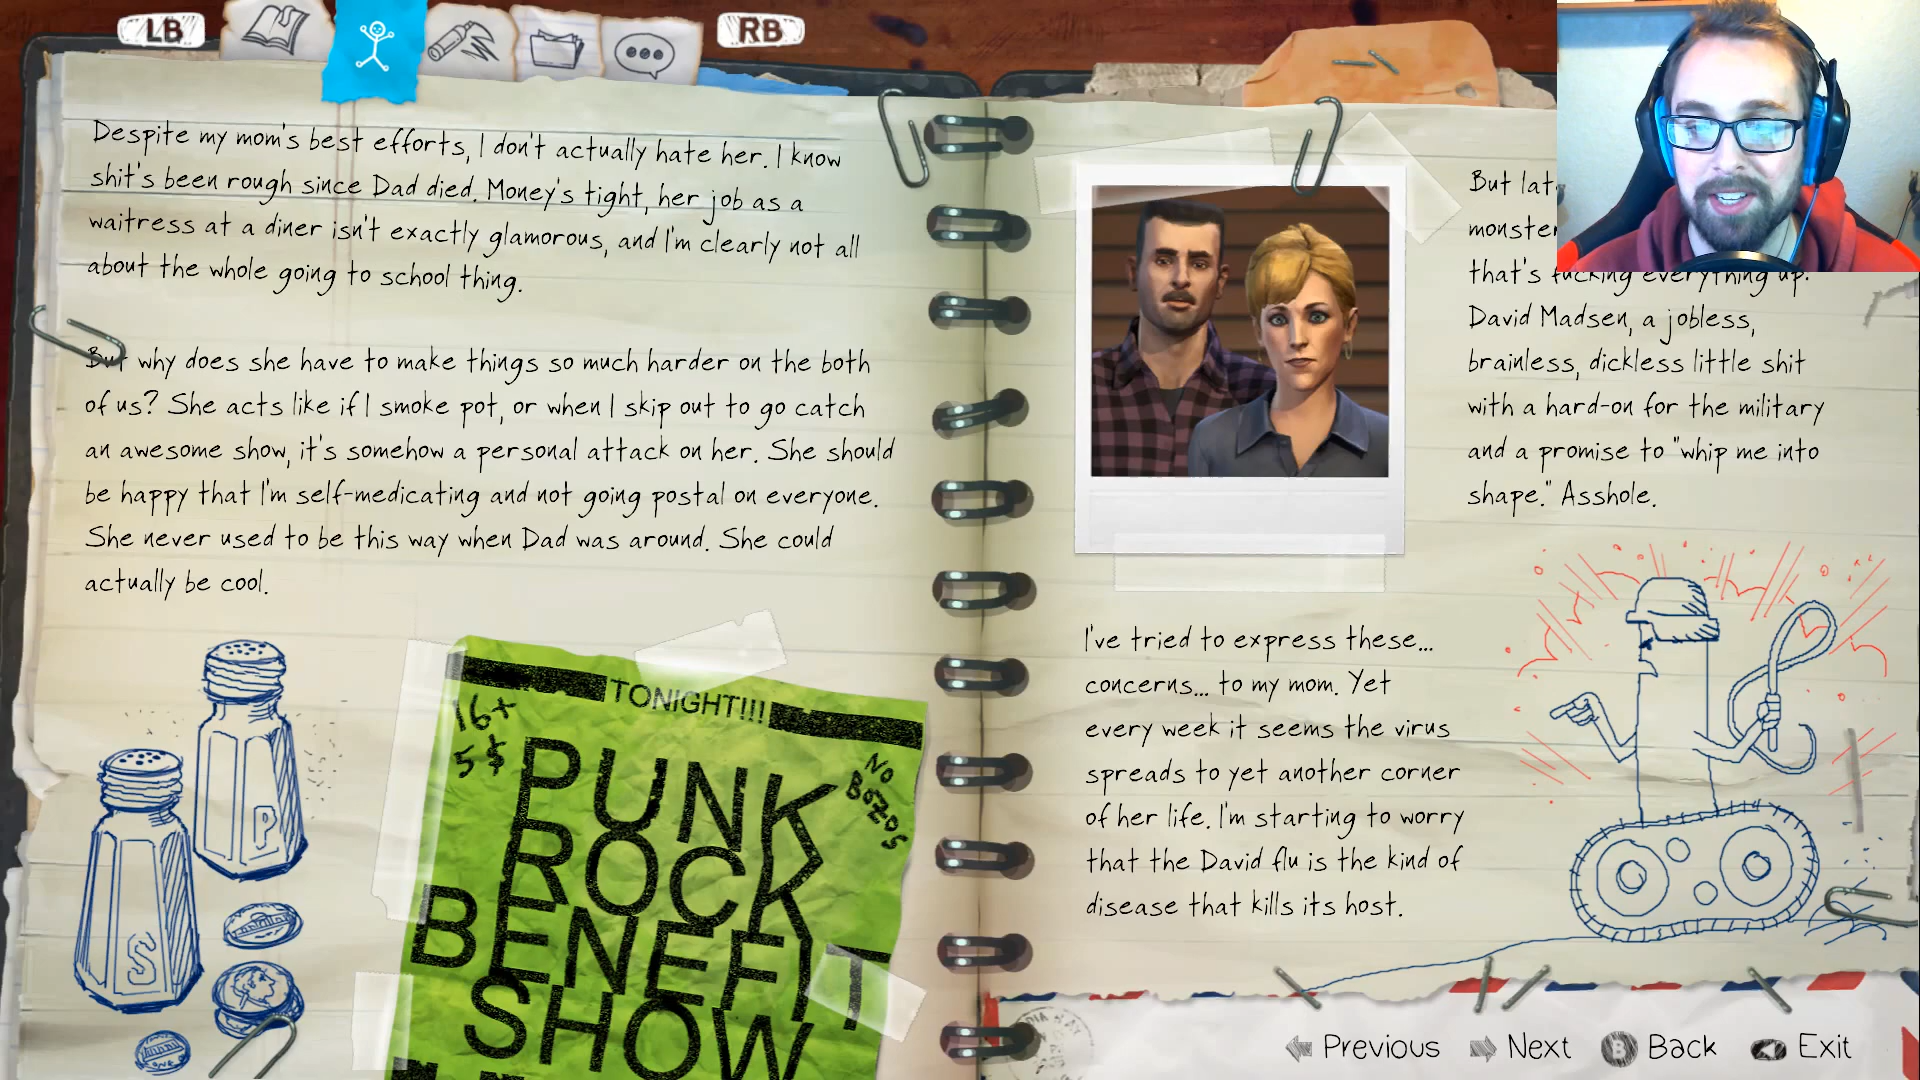 LB
RB
Despite my mom's best efforts, I don't actually hate her. I know
shit's been rough since Dad died. Money's tight, her job as a
waitress at a diner isn't exactly glamorous, and I'm clearly not all
about the whole going to school thing.
But why does she have to make things so much harder on the both
of us? She acts like if I smoke pot, or when I skip out to go catch
an awesome show, it's somehow a personal attack on her. She should
be happy that I'm self-medicating and not going postal on everyone.
She never used to be this way when Dad was around. She could
actually be cool.
P
S
TONIGHT!!!
16+
5$
NO
BOZOS
PUNK
ROCK
BENEFIT
SHOW
But
monster
that's fucking everything up.
David Madsen, a jobless,
brainless, dickless little shit
with a hard-on for the military
and a promise to "whip me into
shape." Asshole.
I've tried to express these...
concerns... to my mom. Yet
every week it seems the virus
spreads to yet another corner
of her life. I'm starting to worry
that the David flu is the kind of
disease that kills its host.
Previous
Next
B Back
Exit